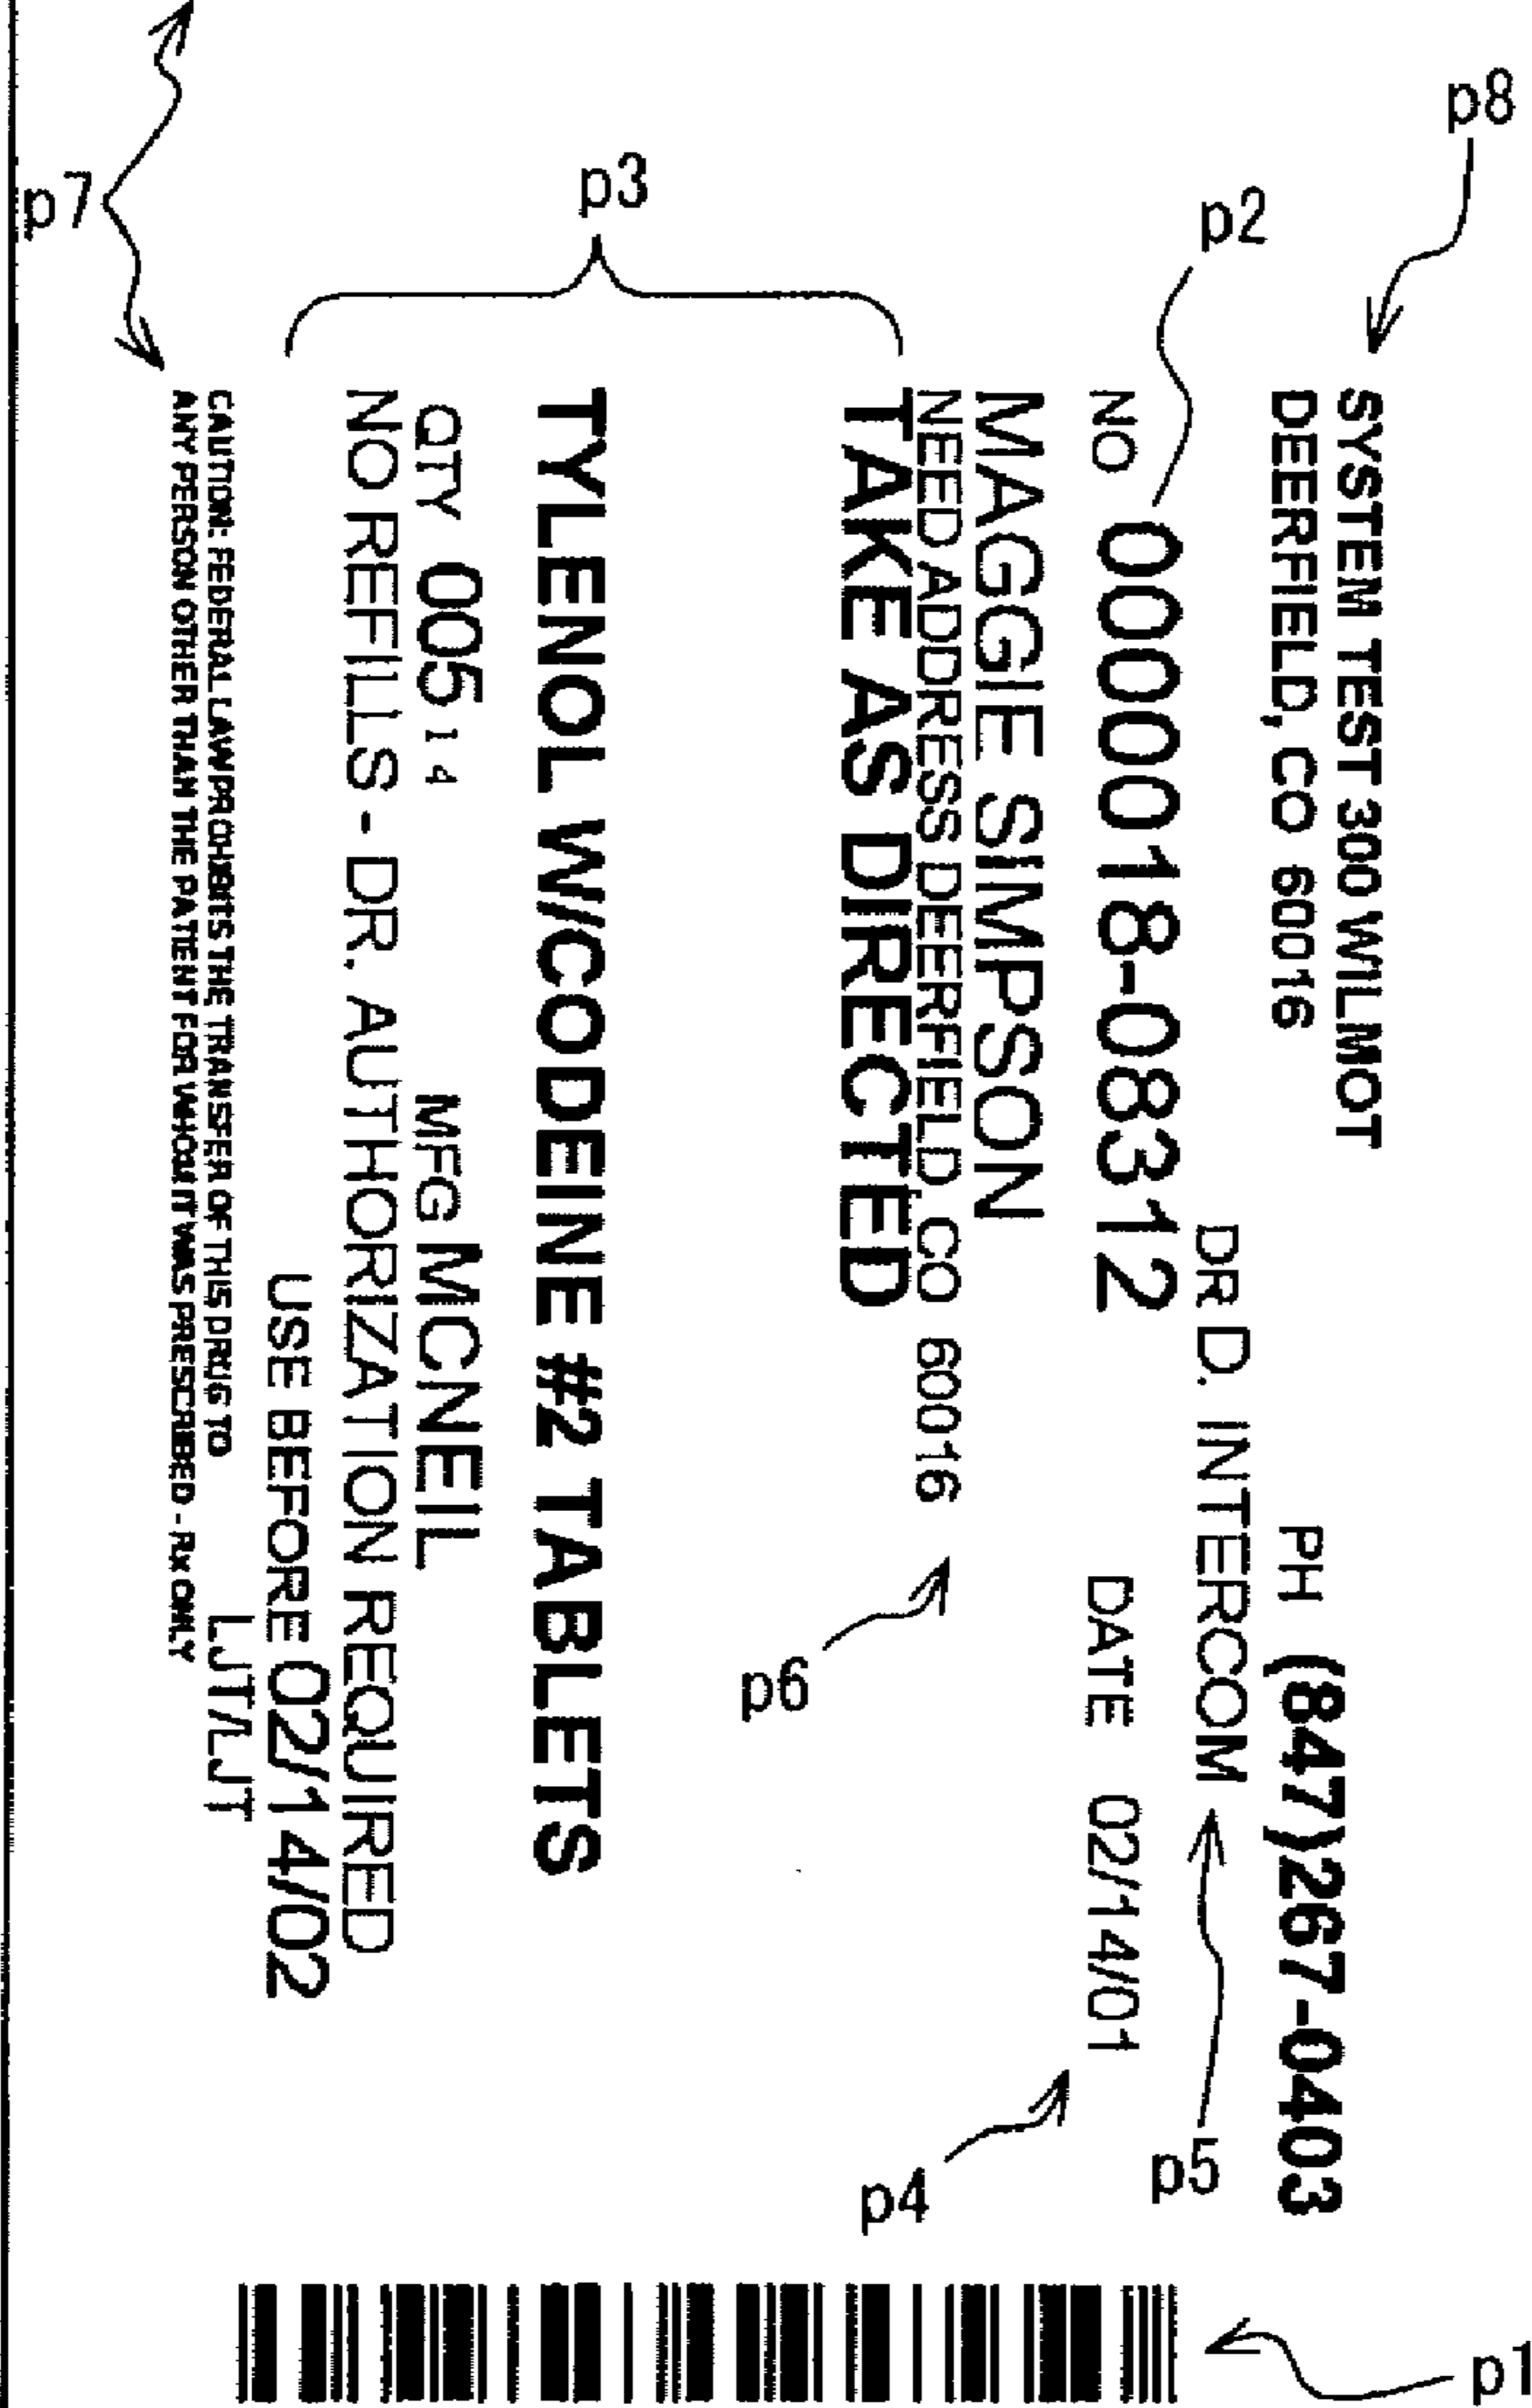 p8
SYSTEM TEST 300 WILMOT
DEERFIELD, CO 60016
PH (847)267-0403
p2
DR D. INTERCOM
p5
NO 0000018-08312
DATE 02/14/01
p4
MAGGIE SIMPSON
NEED ADDRESS DEERFIELD, CO 60016
p6
TAKE AS DIRECTED
p3
TYLENOL W/CODEINE #2 TABLETS
QTY 005 14 MFG MCNEIL
NO REFILLS - DR. AUTHORIZATION REQUIRED
USE BEFORE 02/14/02
LJT/LJT
p7
CAUTION: FEDERAL LAW PROHIBITS THE TRANSFER OF THIS DRUG TO
ANY PERSON OTHER THAN THE PATIENT FOR WHOM IT WAS PRESCRIBED - Rx ONLY
p1